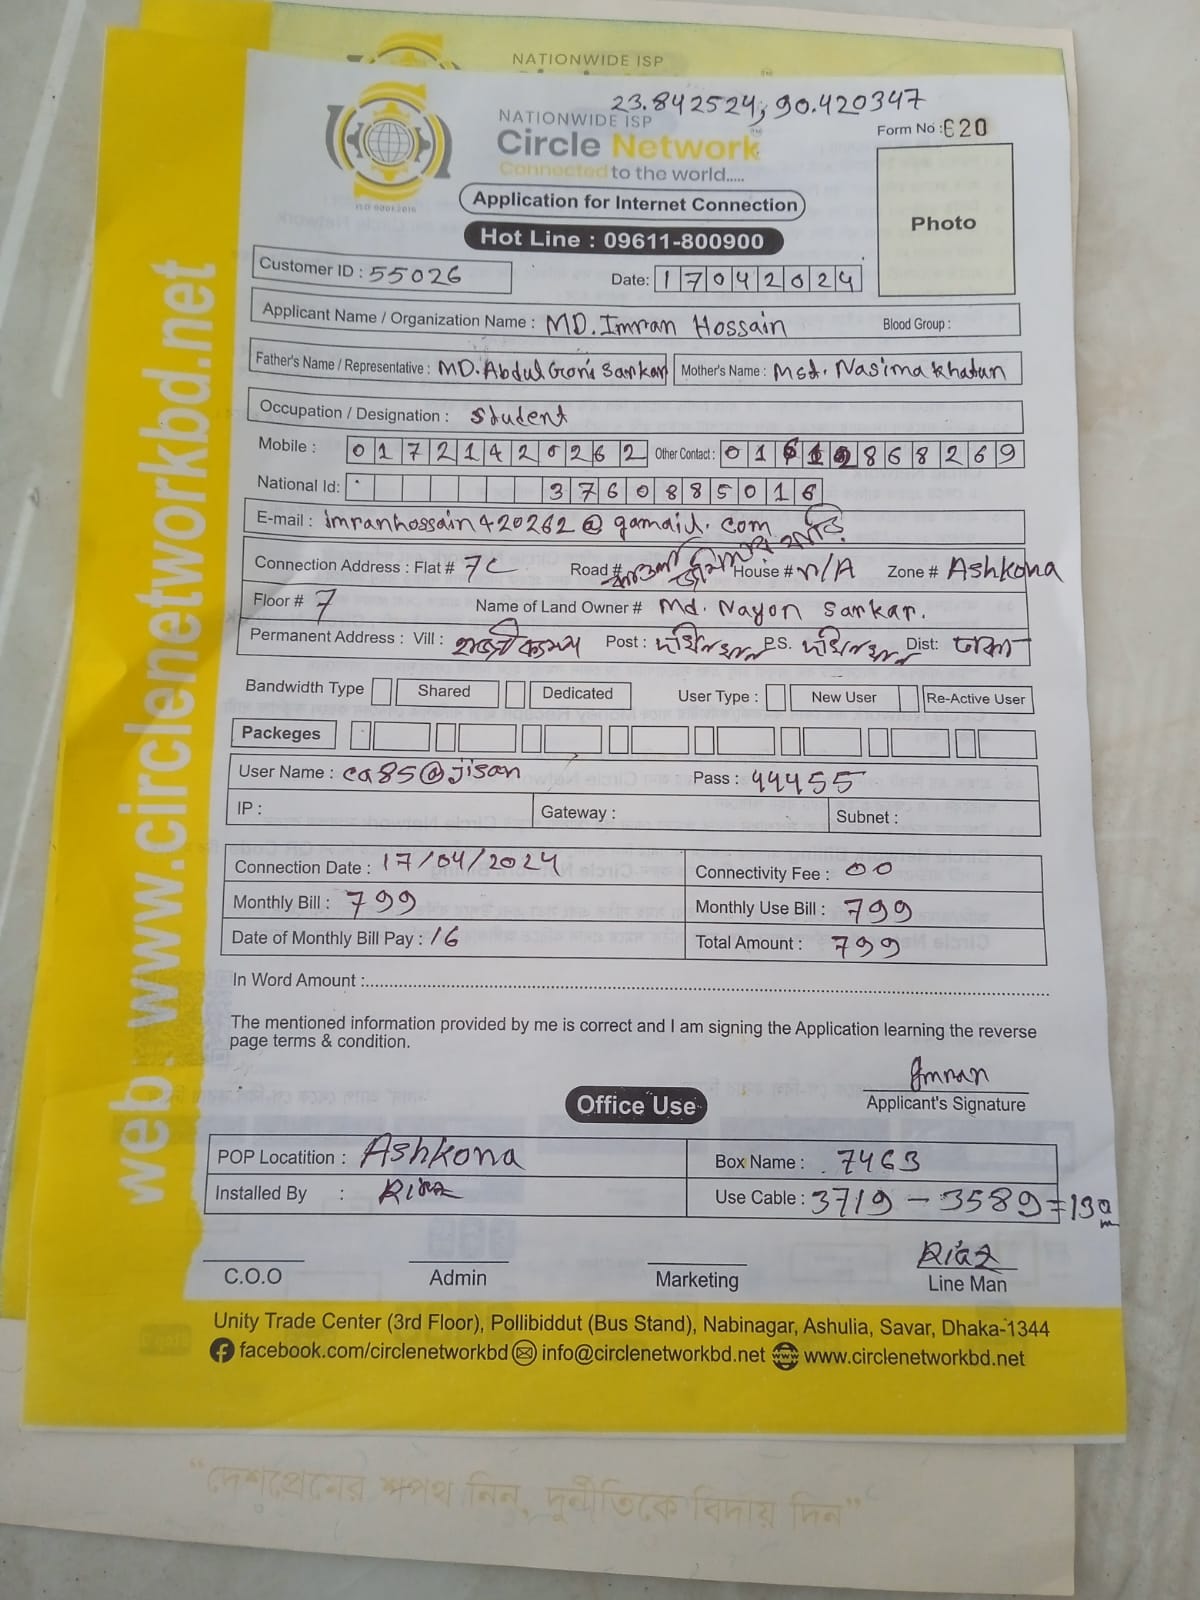 NATIONWIDE ISP
23.842524, 90.420347
NATIONWIDE ISP
Circle Network
Connected to the world.....
ISO 9001:2015
Form No : 620
Photo
Application for Internet Connection
Hot Line : 09611-800900
Customer ID : 55026 Date: 17042024
Applicant Name / Organization Name : MD. Imran Hossain Blood Group :
Father's Name / Representative : MD. Abdul Goni Sarkar Mother's Name : Mst. Nasima Khatun
Occupation / Designation : Student
Mobile : 01721420262 Other Contact : 01612868269
National Id: 3760885016
E-mail : imranhossain420262@gamail.com
Connection Address : Flat # 7C Road # House # n/A Zone # Ashkona
Floor # 7 Name of Land Owner # Md. Nayon Sarkar.
Permanent Address : Vill : Post : P.S. Dist: ঢাকা
Bandwidth Type Shared Dedicated User Type : New User Re-Active User
Packeges
User Name : ca85@jisan Pass : 44455
IP : Gateway : Subnet :
Connection Date : 17/04/2024 Connectivity Fee : 00
Monthly Bill : 799 Monthly Use Bill : 799
Date of Monthly Bill Pay : 16 Total Amount : 799
In Word Amount :
The mentioned information provided by me is correct and I am signing the Application learning the reverse
page terms & condition.
Imran
Applicant's Signature
Office Use
POP Locatition : Ashkona Box Name : 7463
Installed By : Riaz Use Cable : 3719 - 3589 = 130 m
Riaz
C.O.O Admin Marketing Line Man
Unity Trade Center (3rd Floor), Pollibiddut (Bus Stand), Nabinagar, Ashulia, Savar, Dhaka-1344
facebook.com/circlenetworkbd info@circlenetworkbd.net www.circlenetworkbd.net
web: www.circlenetworkbd.net
“দেশপ্রেমের শপথ নিন, দুর্নীতিকে বিদায় দিন”